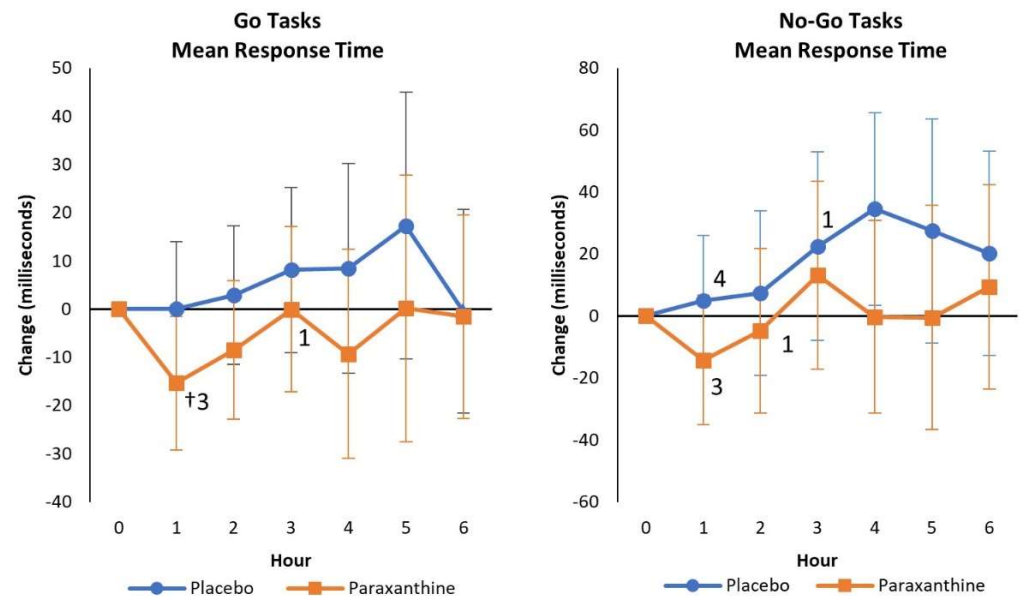 Go Tasks
Mean Response Time
50
40
30
20
10
0
-10
-20
-30
-40
Change (milliseconds)
†3
1
0 1 2 3 4 5 6
Hour
Placebo Paraxanthine
No-Go Tasks
Mean Response Time
80
60
40
20
0
-20
-40
-60
Change (milliseconds)
4
1
1
3
0 1 2 3 4 5 6
Hour
Placebo Paraxanthine